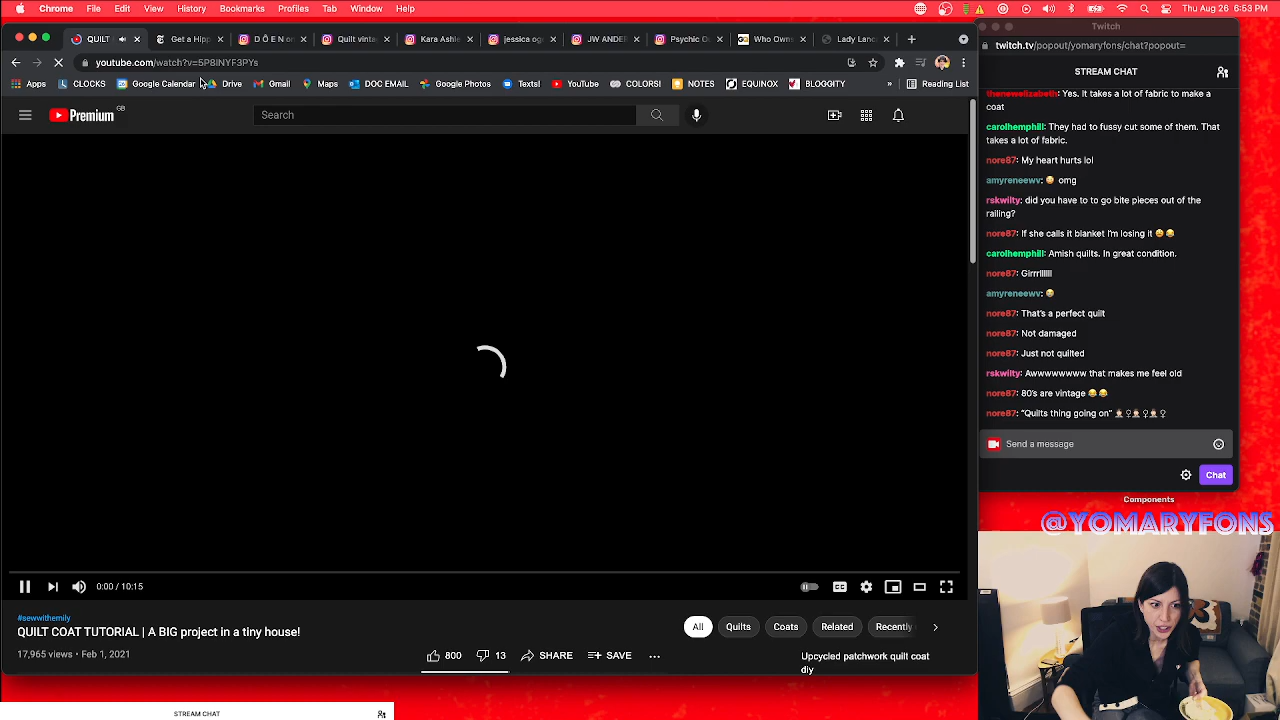 Chrome File Edit View History Bookmarks Profiles Tab Window Help Thu Aug 26 6:53 PM
QUILT Get a Hipp D Ö E N Quilt vinta Kara Ashle jessica og JW ANDER Psychic O Who Owns Lady Lanc
youtube.com/watch?v=5P8INYF3PYs
Apps CLOCKS Google Calendar Drive Gmail Maps DOC EMAIL Google Photos Texts! YouTube COLORS! NOTES EQUINOX BLOGGTY » Reading List
Premium GB
Search
0:00 / 10:15
#sewwithemily
QUILT COAT TUTORIAL | A BIG project in a tiny house!
17,965 views • Feb 1, 2021
800 13 SHARE SAVE
All Quilts Coats Related Recently
Upcycled patchwork quilt coat
diy
Twitch
twitch.tv/popout/yomaryfons/chat?popout=
STREAM CHAT
thenewelizabeth: Yes. It takes a lot of fabric to make a
coat
carolhemphill: They had to fussy cut some of them. That
takes a lot of fabric.
nore87: My heart hurts lol
amyreneewv: 😳 omg
rskwilty: did you have to to go bite pieces out of the
railing?
nore87: If she calls it blanket I'm losing it 😄 😂
carolhemphill: Amish quilts. In great condition.
nore87: Girrrllllll
amyreneewv: 😂
nore87: That's a perfect quilt
nore87: Not damaged
nore87: Just not quilted
rskwilty: Awwwwwwww that makes me feel old
nore87: 80's are vintage 😂 😂
nore87: "Quilts thing going on" 🤦🏻♀🤦🏻♀🤦🏻♀
Send a message
Chat
Components
@YOMARYFONS
STREAM CHAT